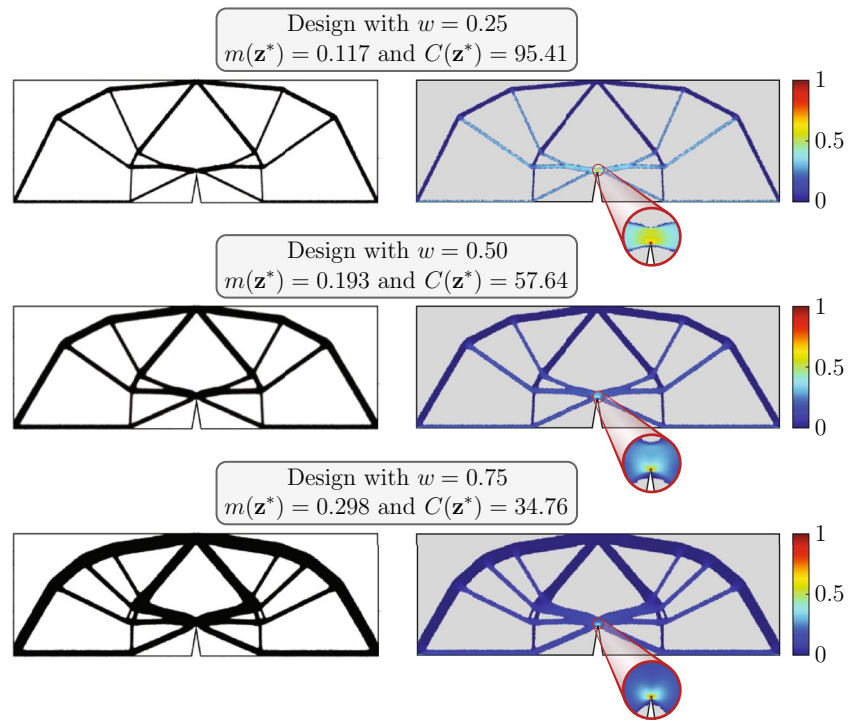 Design with w = 0.25
m(z*) = 0.117 and C(z*) = 95.41
1
0.5
0
Design with w = 0.50
m(z*) = 0.193 and C(z*) = 57.64
1
0.5
0
Design with w = 0.75
m(z*) = 0.298 and C(z*) = 34.76
1
0.5
0